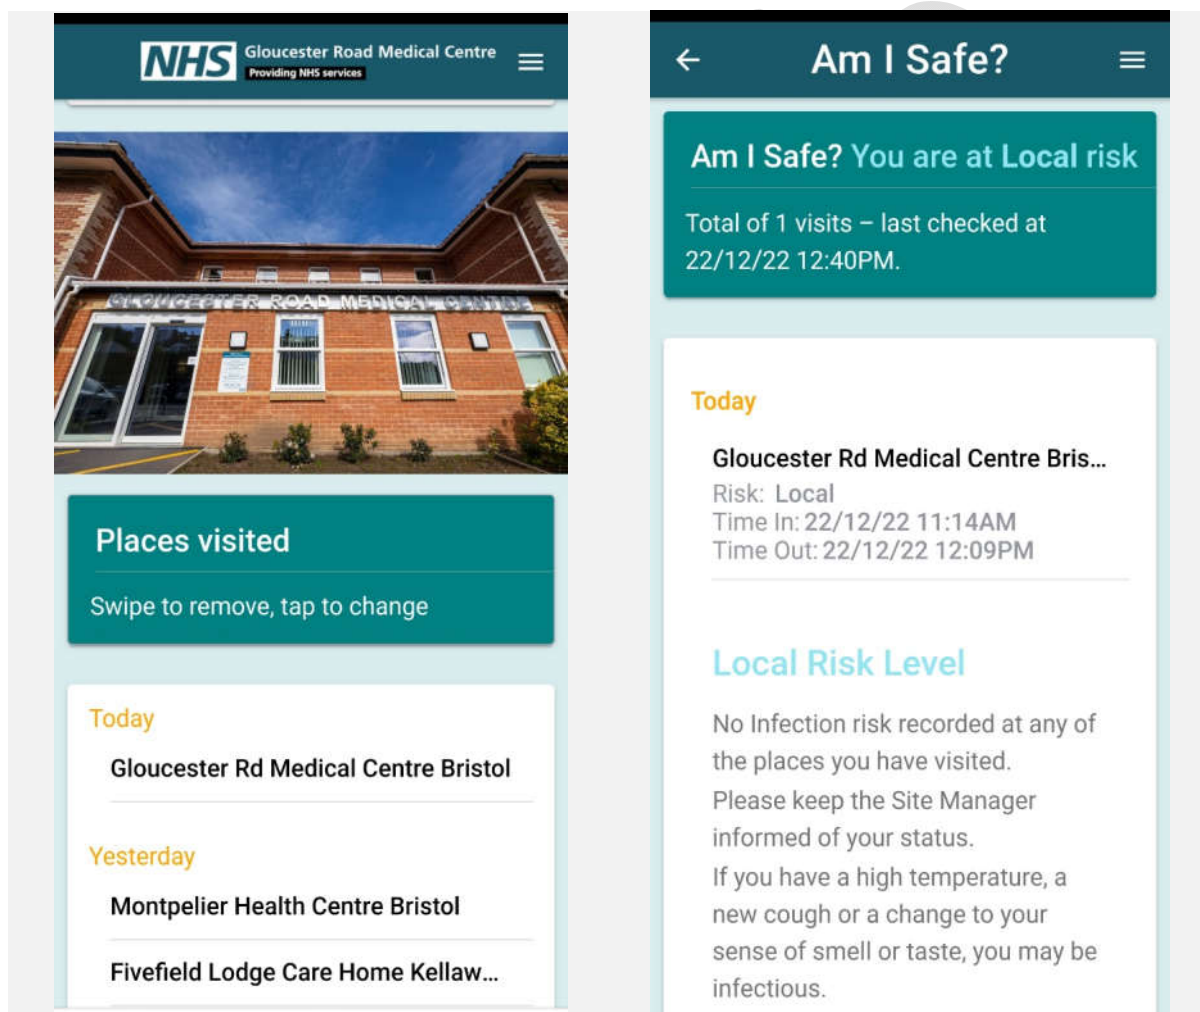 NHS
Gloucester Road Medical Centre
Providing NHS services
GLOUCESTER ROAD MEDICAL CENTRE
Places visited
Swipe to remove, tap to change
Today
Gloucester Rd Medical Centre Bristol
Yesterday
Montpelier Health Centre Bristol
Fivefield Lodge Care Home Kellaw...
Am I Safe?
Am I Safe? You are at Local risk
Total of 1 visits – last checked at
22/12/22 12:40PM.
Today
Gloucester Rd Medical Centre Bris...
Risk: Local
Time In: 22/12/22 11:14AM
Time Out: 22/12/22 12:09PM
Local Risk Level
No Infection risk recorded at any of
the places you have visited.
Please keep the Site Manager
informed of your status.
If you have a high temperature, a
new cough or a change to your
sense of smell or taste, you may be
infectious.